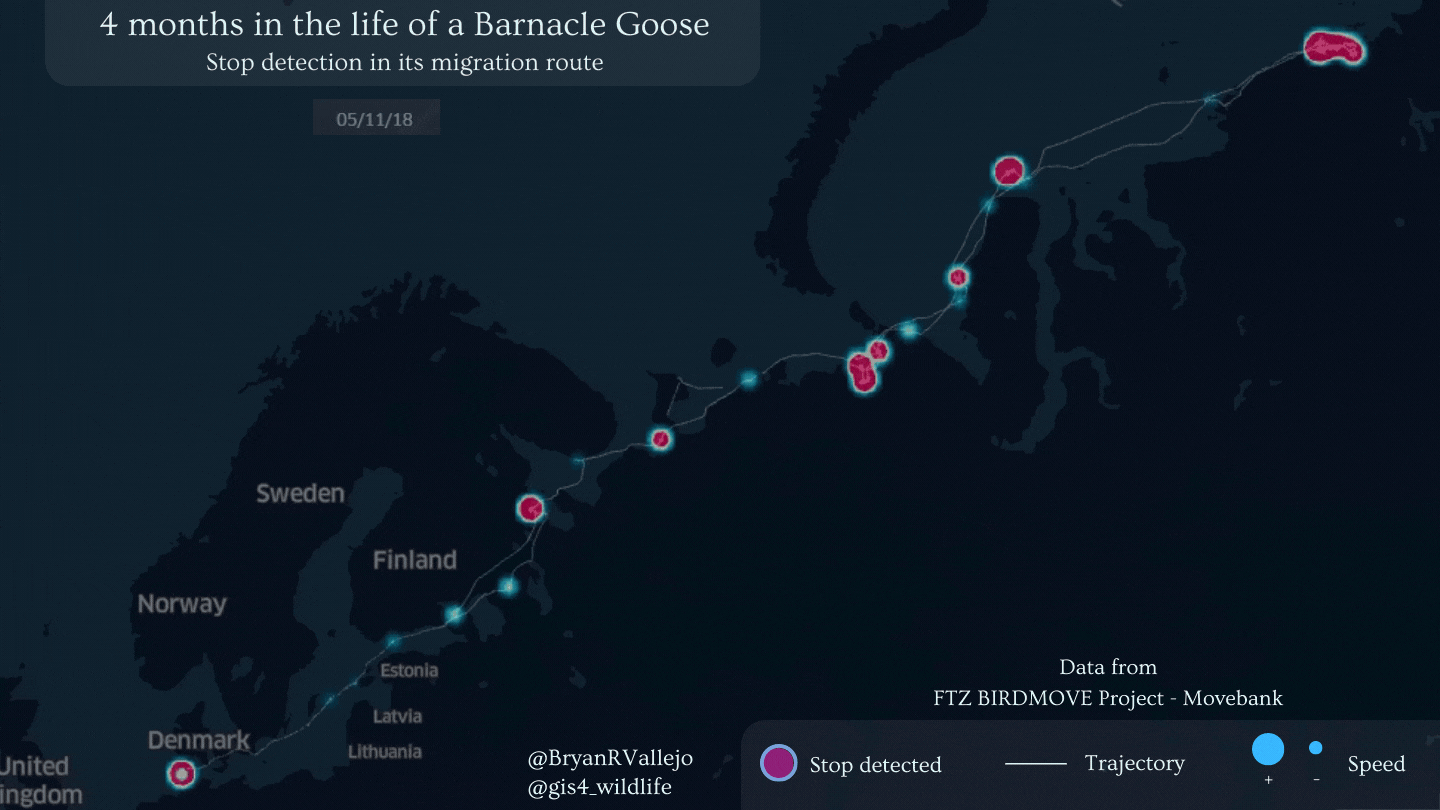 4 months in the life of a Barnacle Goose
Stop detection in its migration route
05/11/18
Sweden
Finland
Norway
Estonia
Latvia
Denmark
Lithuania
United
ingdom
@BryanRVallejo
@gis4_wildlife
Data from
FTZ BIRDMOVE Project - Movebank
Stop detected
Trajectory
+ -
Speed